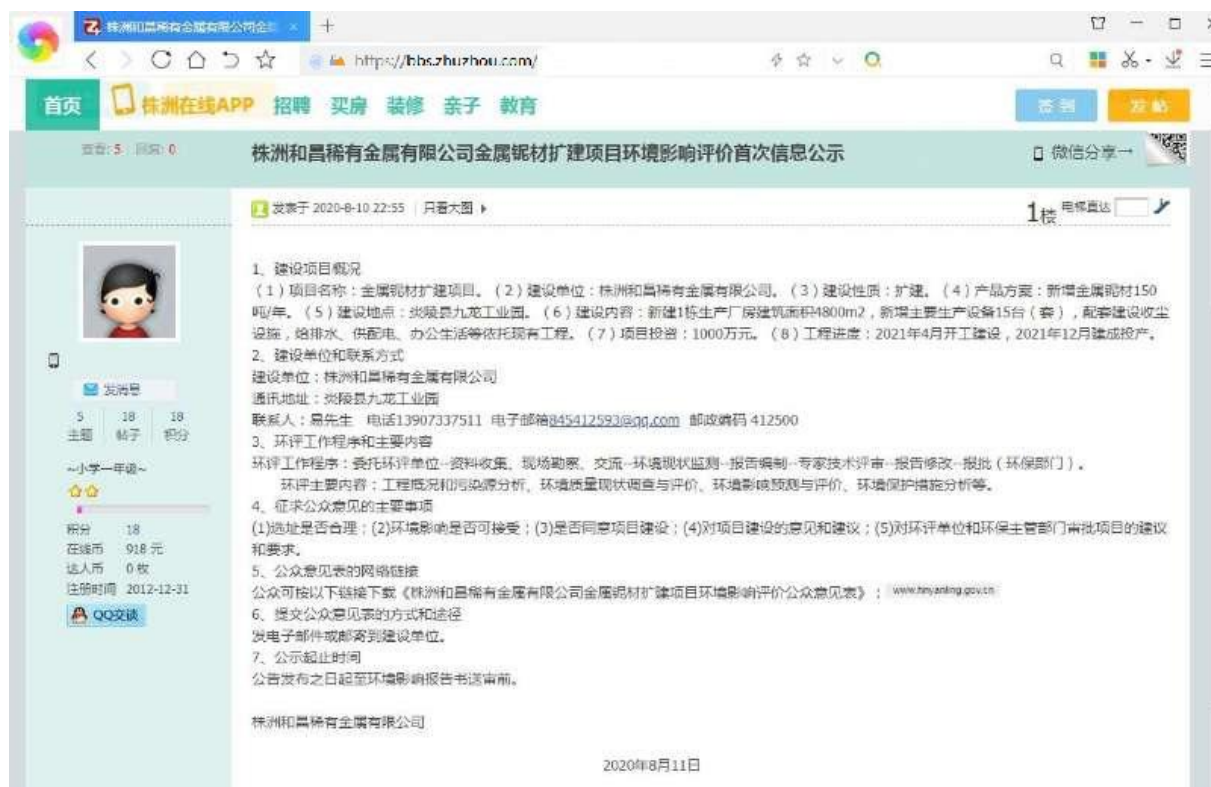 株洲和昌稀有金属有限公司金
https://bbs.zhuzhou.com/
首页 株洲在线APP 招聘 买房 装修 亲子 教育 签到 发帖
查看: 5 回复: 0
株洲和昌稀有金属有限公司金属铌材扩建项目环境影响评价首次信息公示
微信分享→
发表于 2020-8-10 22:55 只看大图
1楼 电梯直达
1、建设项目概况
（1）项目名称：金属铌材扩建项目。（2）建设单位：株洲和昌稀有金属有限公司。（3）建设性质：扩建。（4）产品方案：新增金属铌材150
吨/年。（5）建设地点：炎陵县九龙工业园。（6）建设内容：新建1栋生产厂房建筑面积4800m2，新增主要生产设备15台（套），配套建设收尘
设施，给排水、供配电、办公生活等依托现有工程。（7）项目投资：1000万元。（8）工程进度：2021年4月开工建设，2021年12月建成投产。
2、建设单位和联系方式
建设单位：株洲和昌稀有金属有限公司
通讯地址：炎陵县九龙工业园
联系人：易先生 电话13907337511 电子邮箱845412593@qq.com 邮政编码 412500
3、环评工作程序和主要内容
环评工作程序：委托环评单位--资料收集、现场勘察、交流--环境现状监测--报告编制--专家技术评审--报告修改--报批（环保部门）。
环评主要内容：工程概况和污染源分析、环境质量现状调查与评价、环境影响预测与评价、环境保护措施分析等。
4、征求公众意见的主要事项
(1)选址是否合理；(2)环境影响是否可接受；(3)是否同意项目建设；(4)对项目建设的意见和建议；(5)对环评单位和环保主管部门审批项目的建议
和要求。
5、公众意见表的网络链接
公众可按以下链接下载《株洲和昌稀有金属有限公司金属铌材扩建项目环境影响评价公众意见表》；
6、提交公众意见表的方式和途径
发电子邮件或邮寄到建设单位。
7、公示起止时间
公告发布之日起至环境影响报告书送审前。
株洲和昌稀有金属有限公司
2020年8月11日
发消息
5 18 18
主题 帖子 积分
~小学一年级~
积分 18
在线币 918 元
达人币 0 枚
注册时间 2012-12-31
QQ交谈